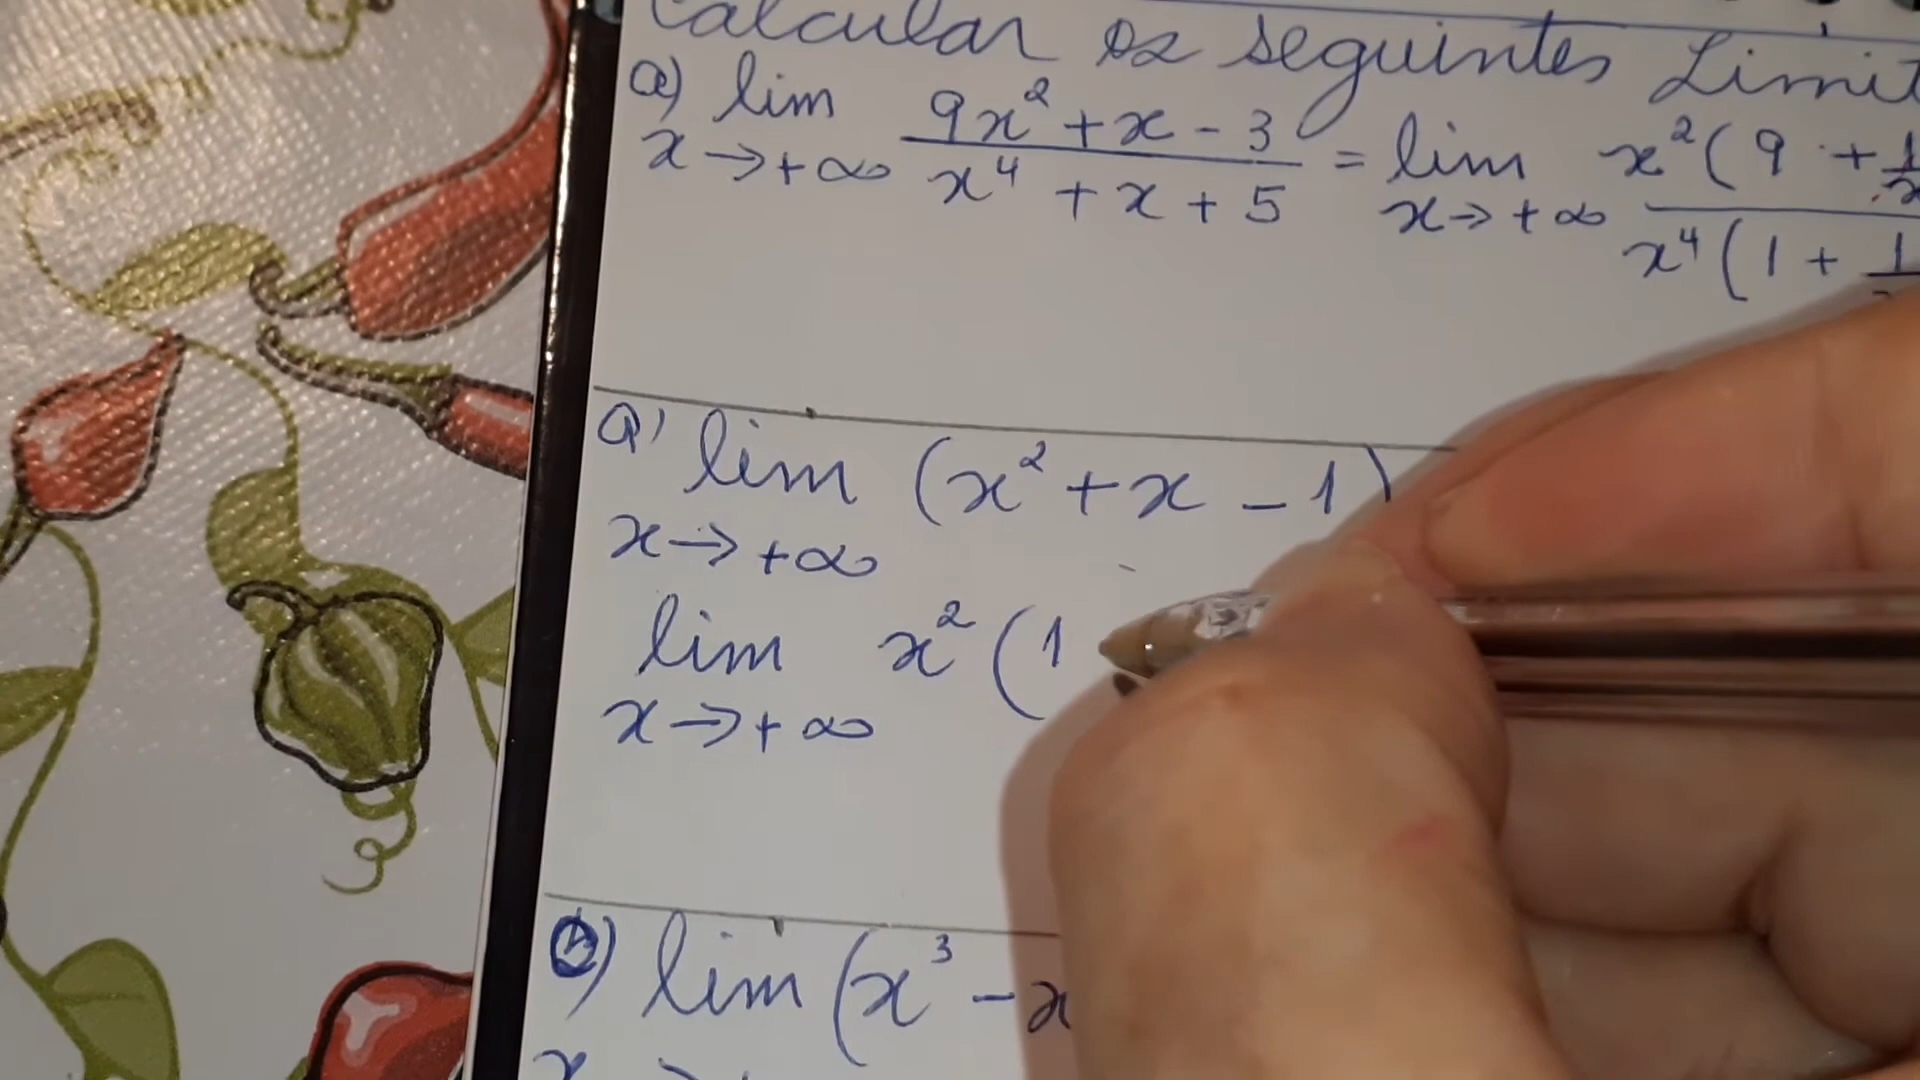 Calcular os seguintes Limit
a) lim x→+∞ (9x² + x - 3)/(x⁴ + x + 5) = lim x→+∞ x²(9 + 1/x / x⁴(1 + 1
a' lim x→+∞ (x² + x - 1)
lim x→+∞ x²(1
b) lim (x³ - x
x →